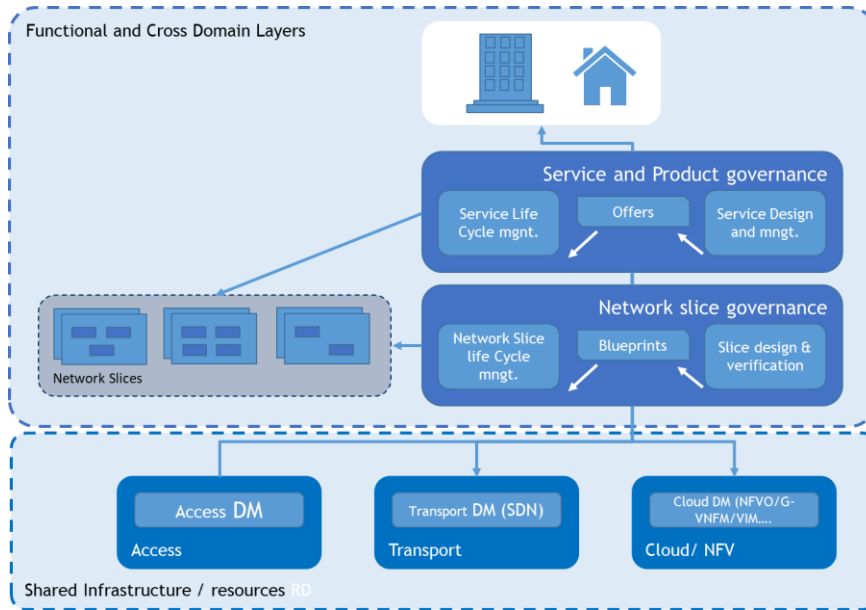 Functional and Cross Domain Layers
Service and Product governance
Service Life
Cycle mgnt.
Offers
Service Design
and mngt.
Network slice governance
Network Slice
life Cycle
mngt.
Blueprints
Slice design &
verification
Network Slices
Access DM
Access
Transport DM (SDN)
Transport
Cloud DM (NFVO/G-
VNFM/VIM....
Cloud/ NFV
Shared Infrastructure / resources RD